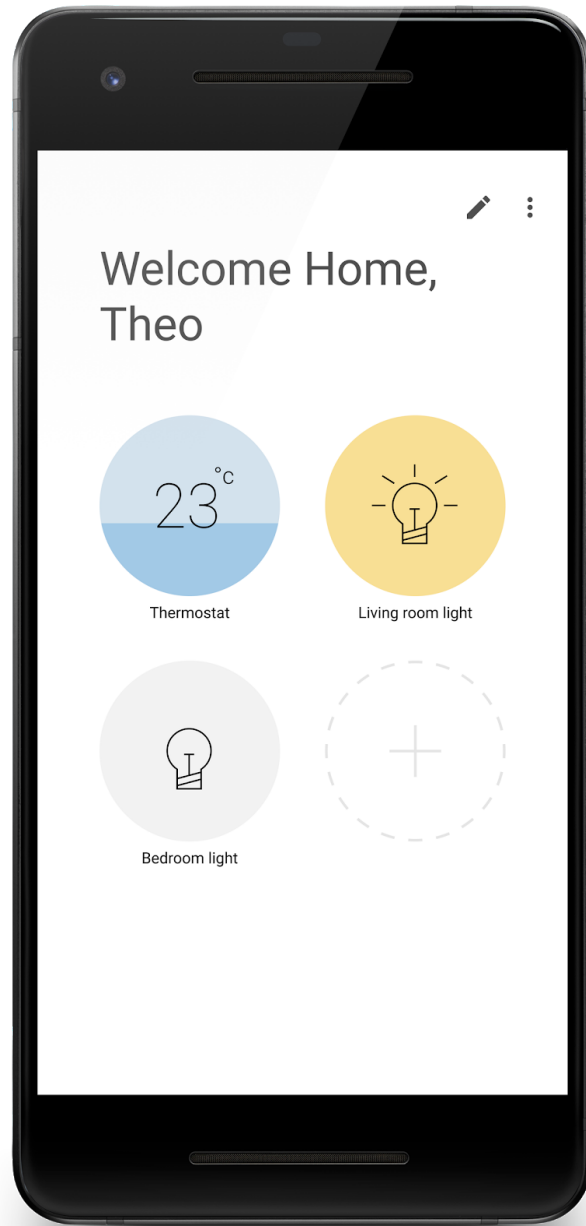 Welcome Home,
Theo
23°C
Thermostat
Living room light
Bedroom light